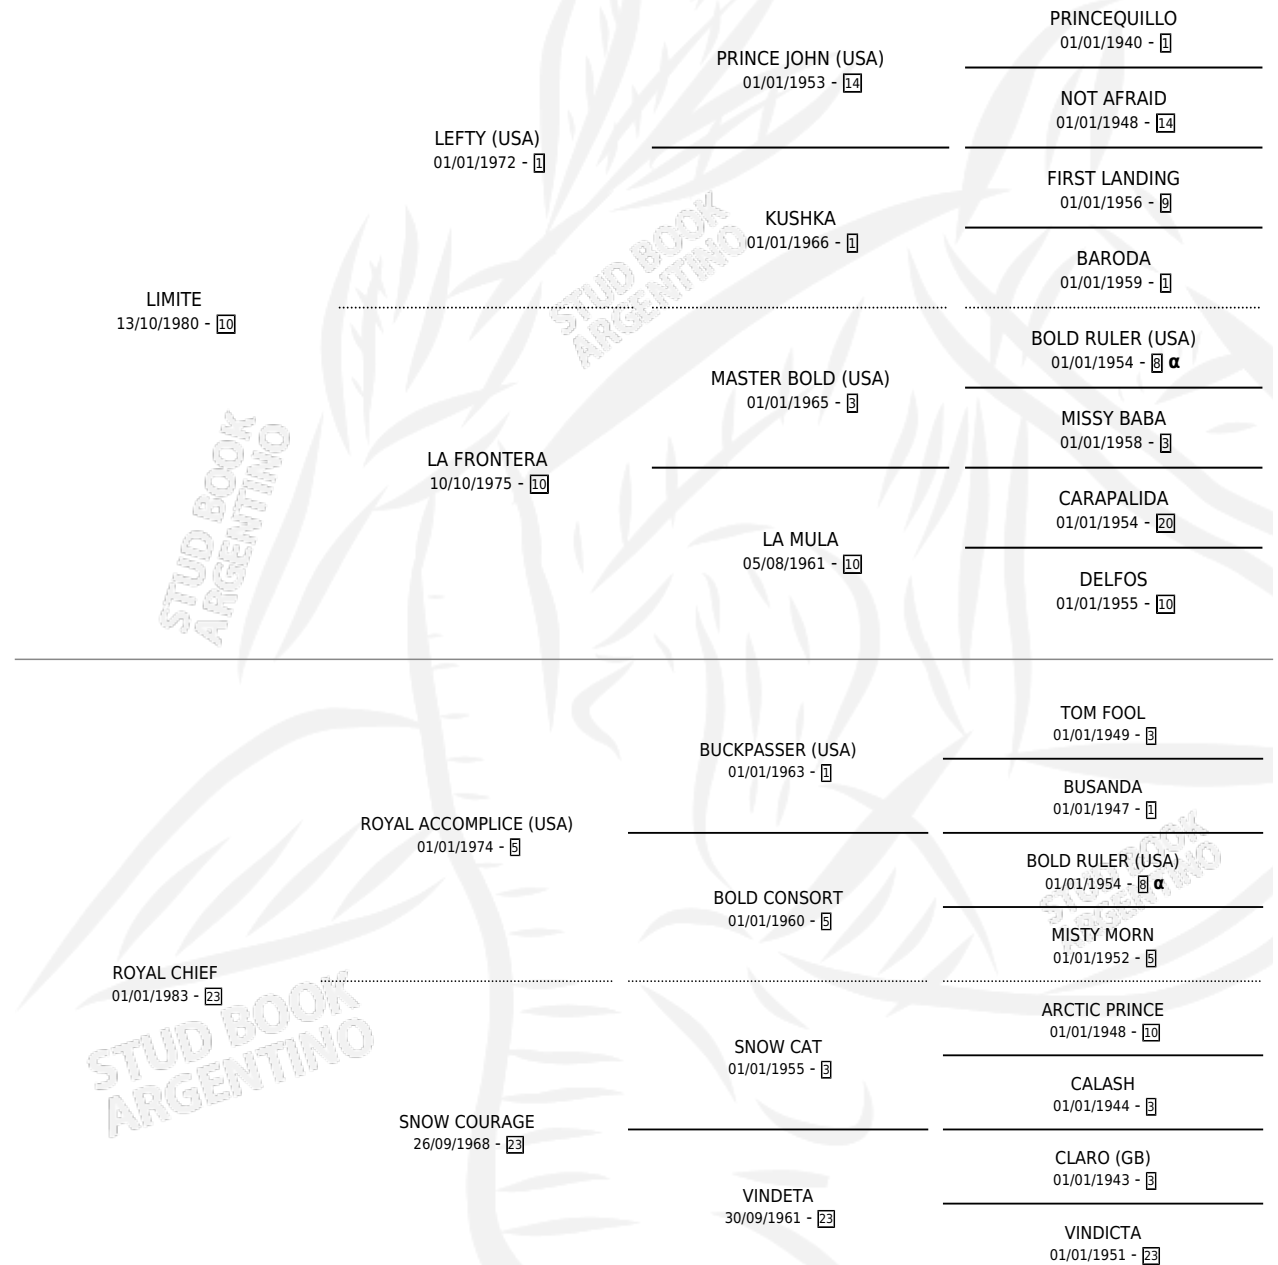 PRINCEQUILLO
01/01/1940 - 1
PRINCE JOHN (USA)
01/01/1953 - 14
NOT AFRAID
01/01/1948 - 14
LEFTY (USA)
01/01/1972 - 1
FIRST LANDING
01/01/1956 - 9
KUSHKA
01/01/1966 - 1
BARODA
01/01/1959 - 1
LIMITE
13/10/1980 - 10
BOLD RULER (USA)
01/01/1954 - 8 α
MASTER BOLD (USA)
01/01/1965 - 3
MISSY BABA
01/01/1958 - 3
LA FRONTERA
10/10/1975 - 10
CARAPALIDA
01/01/1954 - 20
LA MULA
05/08/1961 - 10
DELFOS
01/01/1955 - 10
STUD BOOK
ARGENTINO
STUD BOOK
ARGENTINO
TOM FOOL
01/01/1949 - 3
BUCKPASSER (USA)
01/01/1963 - 1
BUSANDA
01/01/1947 - 1
ROYAL ACCOMPLICE (USA)
01/01/1974 - 5
BOLD RULER (USA)
01/01/1954 - 8 α
BOLD CONSORT
01/01/1960 - 5
MISTY MORN
01/01/1952 - 5
ROYAL CHIEF
01/01/1983 - 23
ARCTIC PRINCE
01/01/1948 - 10
SNOW CAT
01/01/1955 - 3
CALASH
01/01/1944 - 3
SNOW COURAGE
26/09/1968 - 23
CLARO (GB)
01/01/1943 - 3
VINDETA
30/09/1961 - 23
VINDICTA
01/01/1951 - 23
STUD BOOK
ARGENTINO
STUD BOOK
ARGENTINO